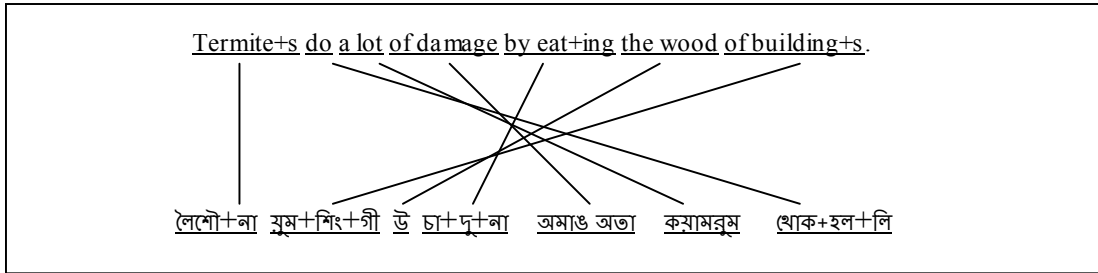 Termite+s do a lot of damage by eat+ing the wood of building+s.
লৈশৌ+না য়ুম+শিং+গী উ চা+দু+না অমাঙ অতা কয়ামরুম থোক+হল+লি